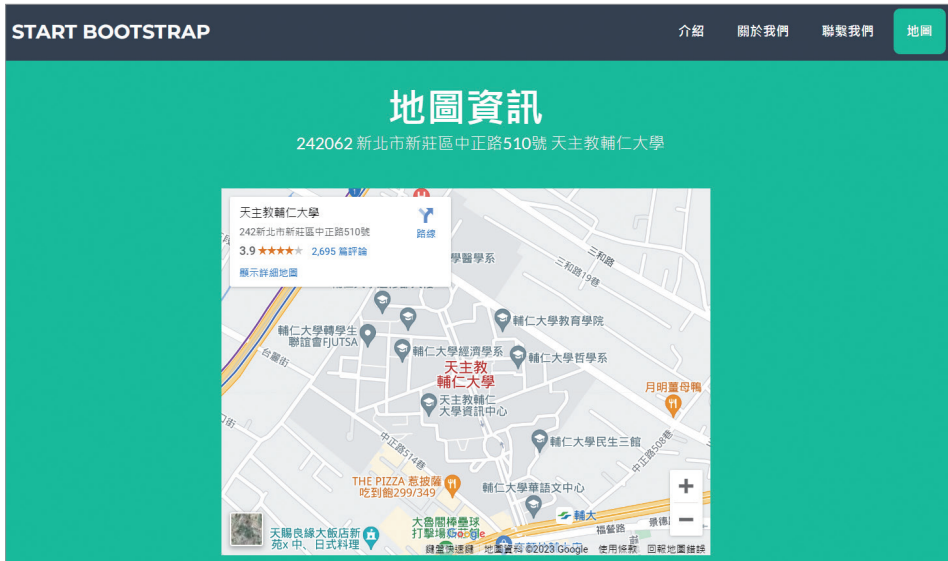 START BOOTSTRAP
介紹
關於我們
聯繫我們
地圖
地圖資訊
242062 新北市新莊區中正路510號 天主教輔仁大學
天主教輔仁大學
242新北市新莊區中正路510號
3.9 ★★★★★ 2,695 篇評論
顯示詳細地圖
路線
學醫學系
三和路
三和路19巷
輔仁大學教育學院
輔仁大學轉學生
聯誼會FJUTSA
台麗街
輔仁大學經濟學系
輔仁大學哲學系
天主教
輔仁大學
月明薑母鴨
天主教輔仁
大學資訊中心
中正路514巷
輔仁大學民生三館
中正路508巷
THE PIZZA 惹披薩
吃到飽299/349
輔仁大學華語文中心
輔大
福營路
景德
天賜良緣大飯店新
苑x 中、日式料理
大魯閣棒壘球
打擊場
Google
鍵盤快速鍵
地圖資料 ©2023 Google
使用條款
回報地圖錯誤